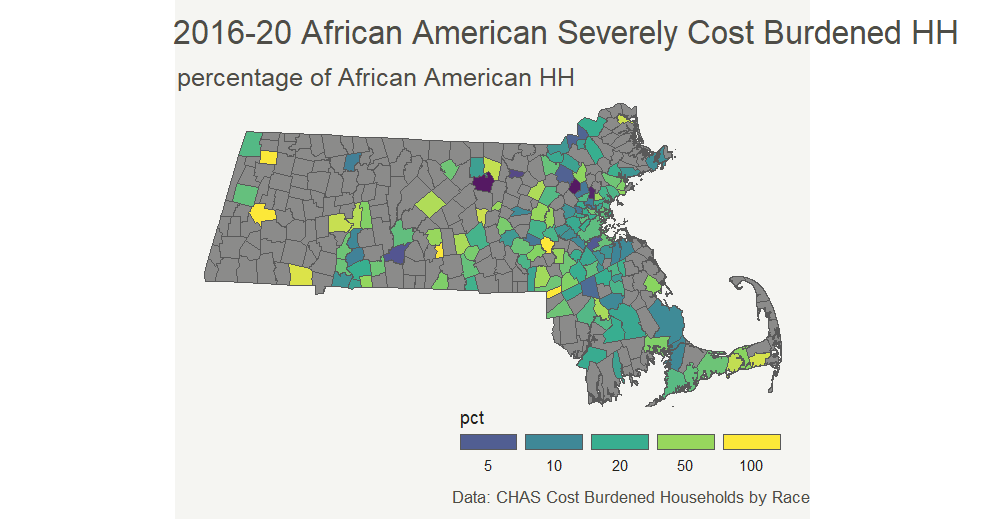 2016-20 African American Severely Cost Burdened HH
percentage of African American HH
pct
5 10 20 50 100
Data: CHAS Cost Burdened Households by Race